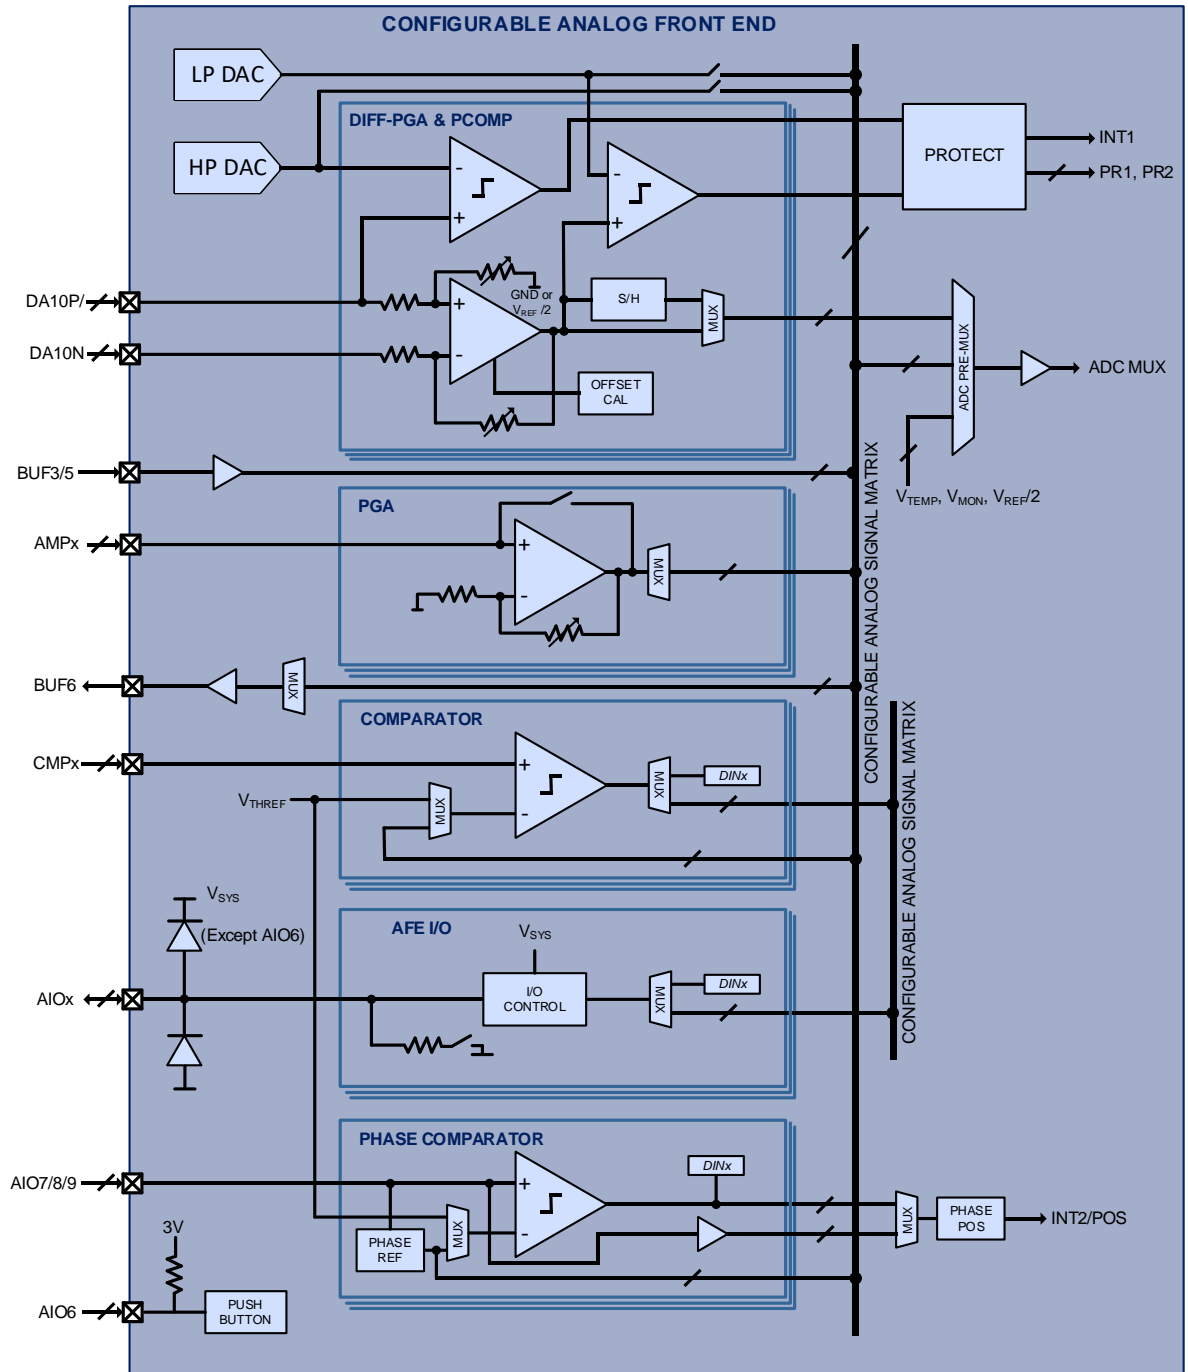 CONFIGURABLE ANALOG FRONT END
LP DAC
DIFF-PGA & PCOMP
HP DAC
-
+
-
+
PROTECT
INT1
PR1, PR2
DA10P/
DA10N
+
-
GND or
VREF /2
S/H
MUX
OFFSET
CAL
ADC PRE-MUX
ADC MUX
VTEMP, VMON, VREF/2
BUF3/5
PGA
AMPx
+
-
MUX
CONFIGURABLE ANALOG SIGNAL MATRIX
BUF6
MUX
COMPARATOR
CMPx
VTHREF
MUX
+
-
MUX
DINx
CONFIGURABLE ANALOG SIGNAL MATRIX
VSYS
(Except AIO6)
AFE I/O
VSYS
AIOx
I/O
CONTROL
MUX
DINx
PHASE COMPARATOR
AIO7/8/9
+
-
PHASE
REF
MUX
DINx
MUX
PHASE
POS
INT2/POS
3V
AIO6
PUSH
BUTTON